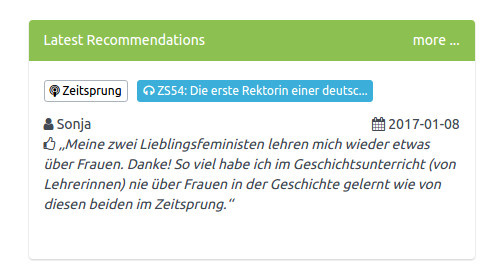 Latest Recommendations more ...
Zeitsprung ZS54: Die erste Rektorin einer deutsc...
Sonja 2017-01-08
„Meine zwei Lieblingsfeministen lehren mich wieder etwas
über Frauen. Danke! So viel habe ich im Geschichtsunterricht (von
Lehrerinnen) nie über Frauen in der Geschichte gelernt wie von
diesen beiden im Zeitsprung.“